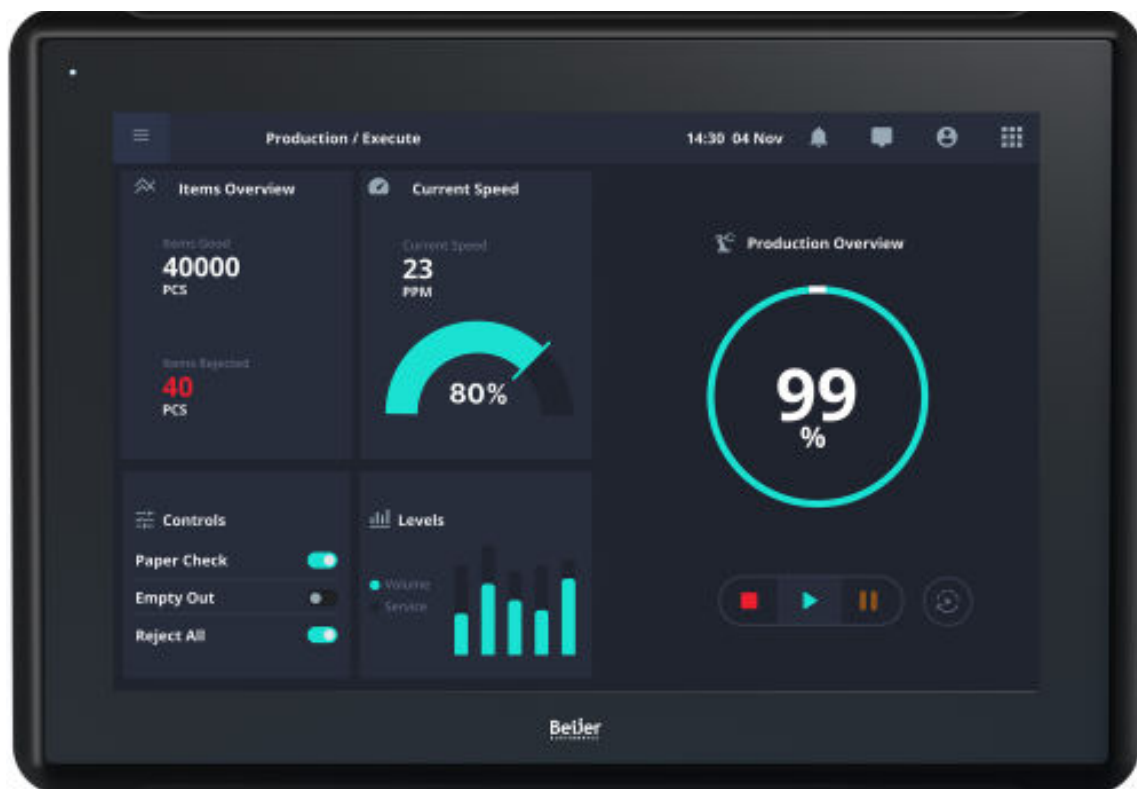 Production / Execute
14:30 04 Nov
Items Overview
Items Good
40000
PCS
Items Rejected
40
PCS
Current Speed
Current Speed
23
PPM
80%
Production Overview
99
%
Controls
Paper Check
Empty Out
Reject All
Levels
Volume
Service
Beijer